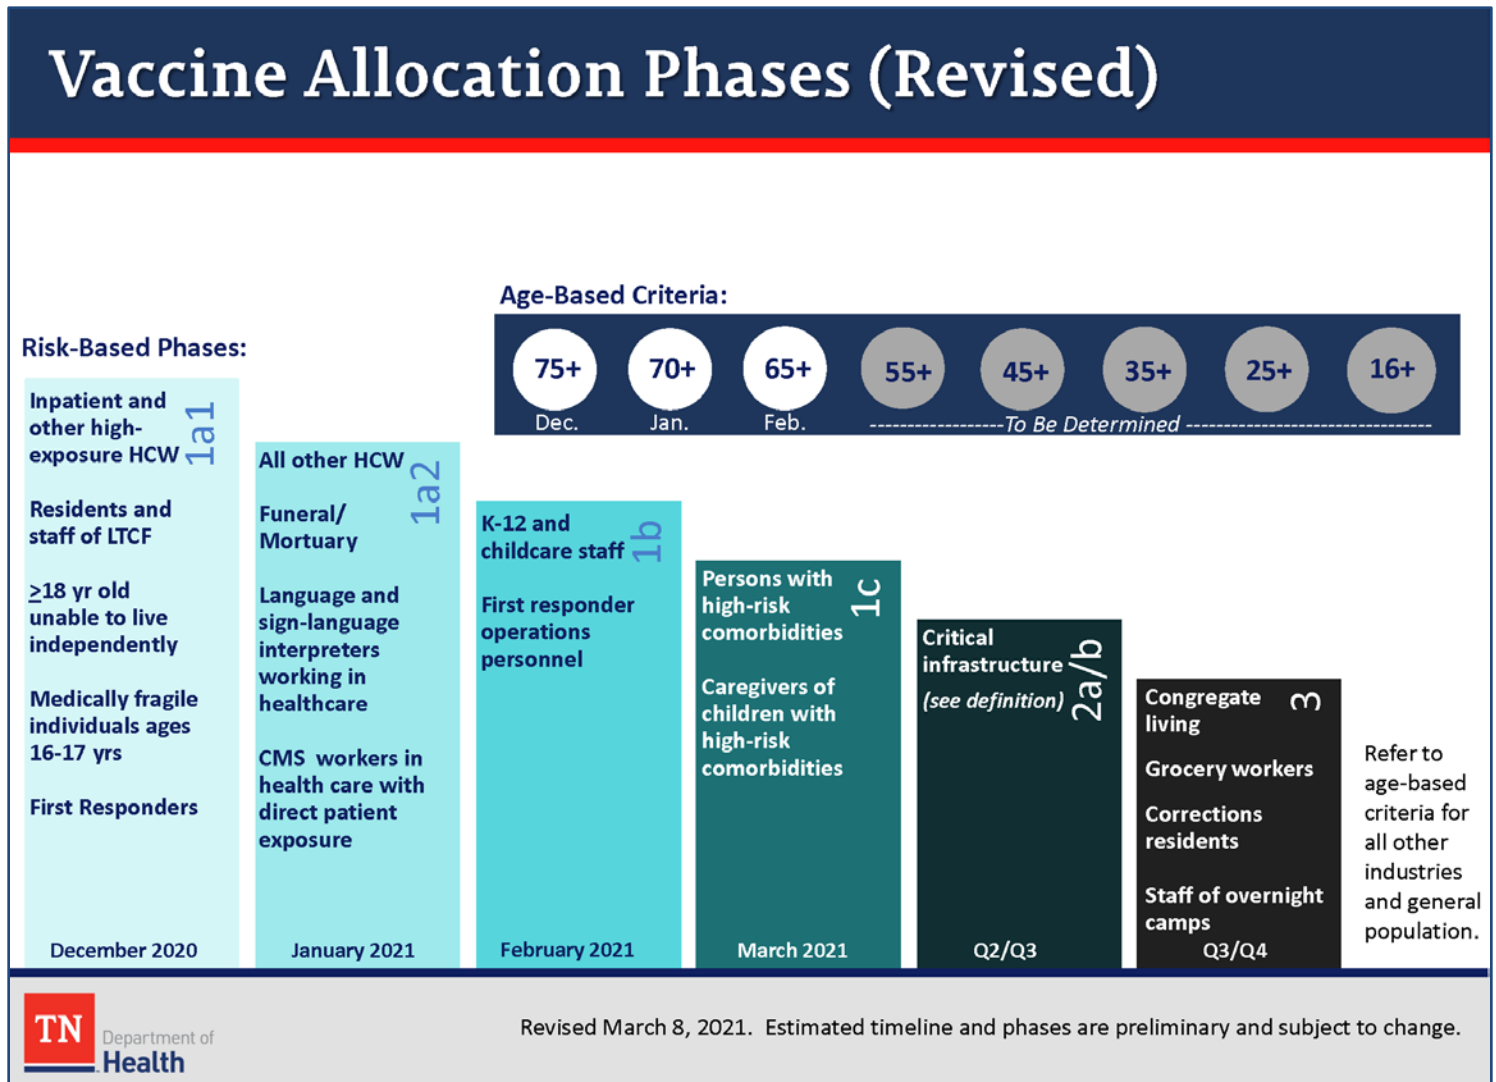 Vaccine Allocation Phases (Revised)
Age-Based Criteria:
75+
70+
65+
55+
45+
35+
25+
16+
Dec.
Jan.
Feb.
------------------To Be Determined ---------------------------------
Risk-Based Phases:
1a1
Inpatient and
other high-
exposure HCW
Residents and
staff of LTCF
>18 yr old
unable to live
independently
Medically fragile
individuals ages
16-17 yrs
First Responders
December 2020
1a2
All other HCW
Funeral/
Mortuary
Language and
sign-language
interpreters
working in
healthcare
CMS workers in
health care with
direct patient
exposure
January 2021
1b
K-12 and
childcare staff
First responder
operations
personnel
February 2021
1c
Persons with
high-risk
comorbidities
Caregivers of
children with
high-risk
comorbidities
March 2021
2a/b
Critical
infrastructure
(see definition)
Q2/Q3
3
Congregate
living
Grocery workers
Corrections
residents
Staff of overnight
camps
Q3/Q4
Refer to
age-based
criteria for
all other
industries
and general
population.
TN
Department of
Health
Revised March 8, 2021. Estimated timeline and phases are preliminary and subject to change.